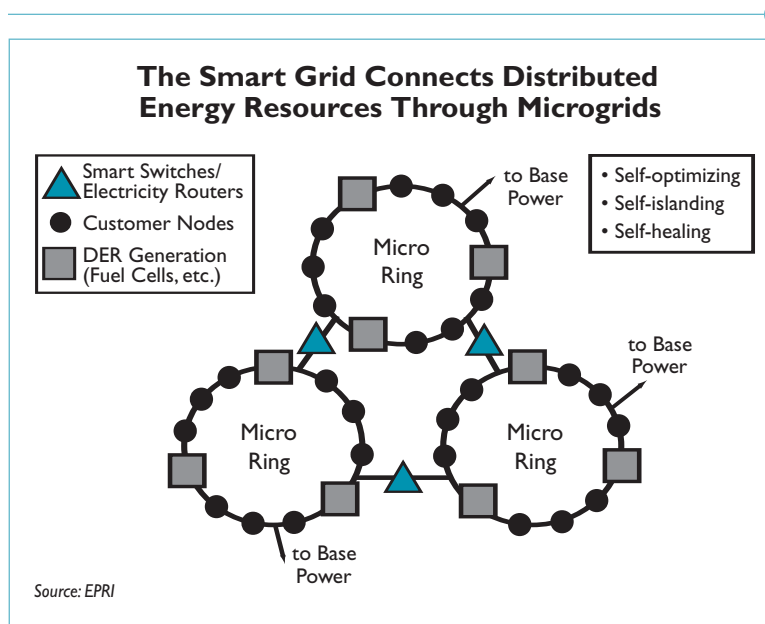 The Smart Grid Connects Distributed
Energy Resources Through Microgrids
Smart Switches/
Electricity Routers
Customer Nodes
DER Generation
(Fuel Cells, etc.)
to Base
Power
• Self-optimizing
• Self-islanding
• Self-healing
Micro
Ring
to Base
Power
Micro
Ring
Micro
Ring
to Base
Power
Source: EPRI